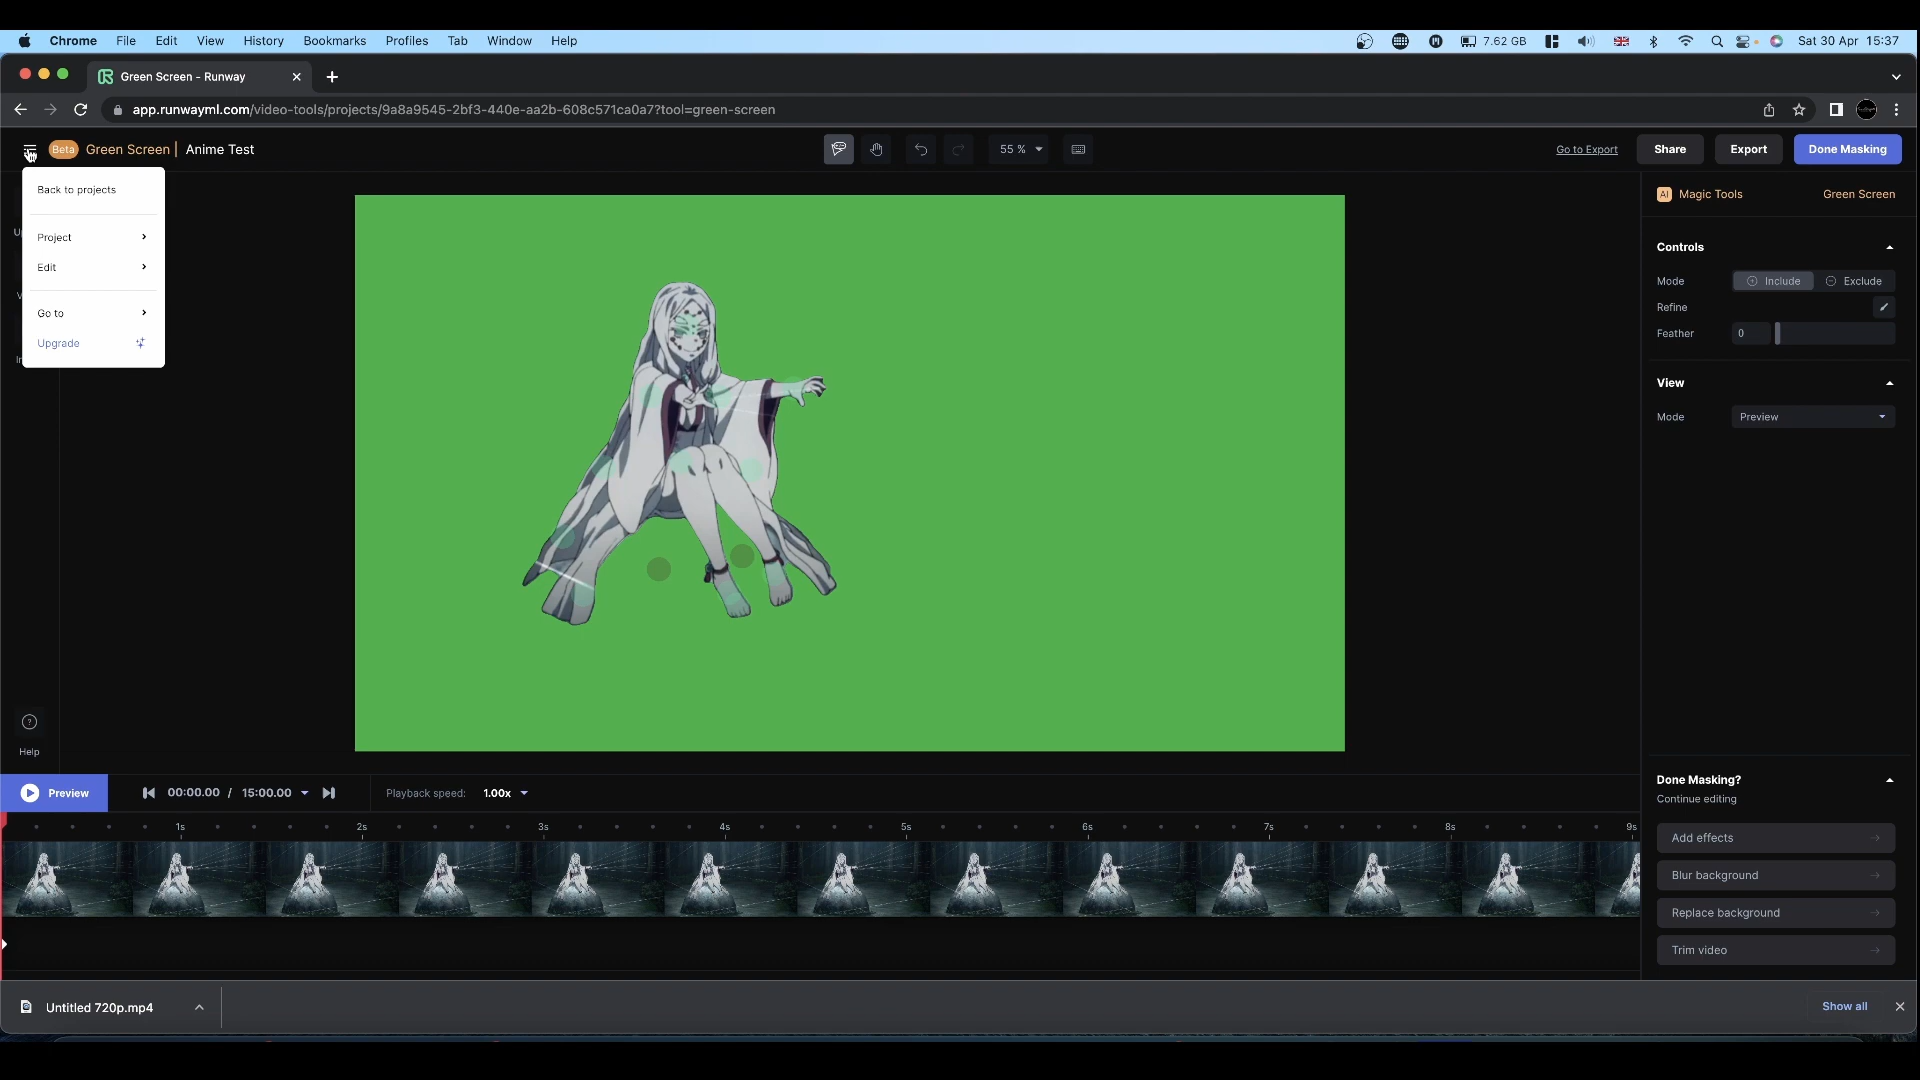 Chrome File Edit View History Bookmarks Profiles Tab Window Help 7.62 GB Sat 30 Apr 15:37
Green Screen - Runway
app.runwayml.com/video-tools/projects/9a8a9545-2bf3-440e-aa2b-608c571ca0a7?tool=green-screen
Beta Green Screen | Anime Test 55 % Go to Export Share Export Done Masking
Back to projects
Project
Edit
Go to
Upgrade
AI Magic Tools Green Screen
Controls
Mode Include Exclude
Refine
Feather 0
View
Mode Preview
Help
Done Masking?
Continue editing
Add effects
Blur background
Replace background
Trim video
Preview 00:00.00 / 15:00.00 Playback speed: 1.00x
1s 2s 3s 4s 5s 6s 7s 8s 9s
Untitled 720p.mp4 Show all